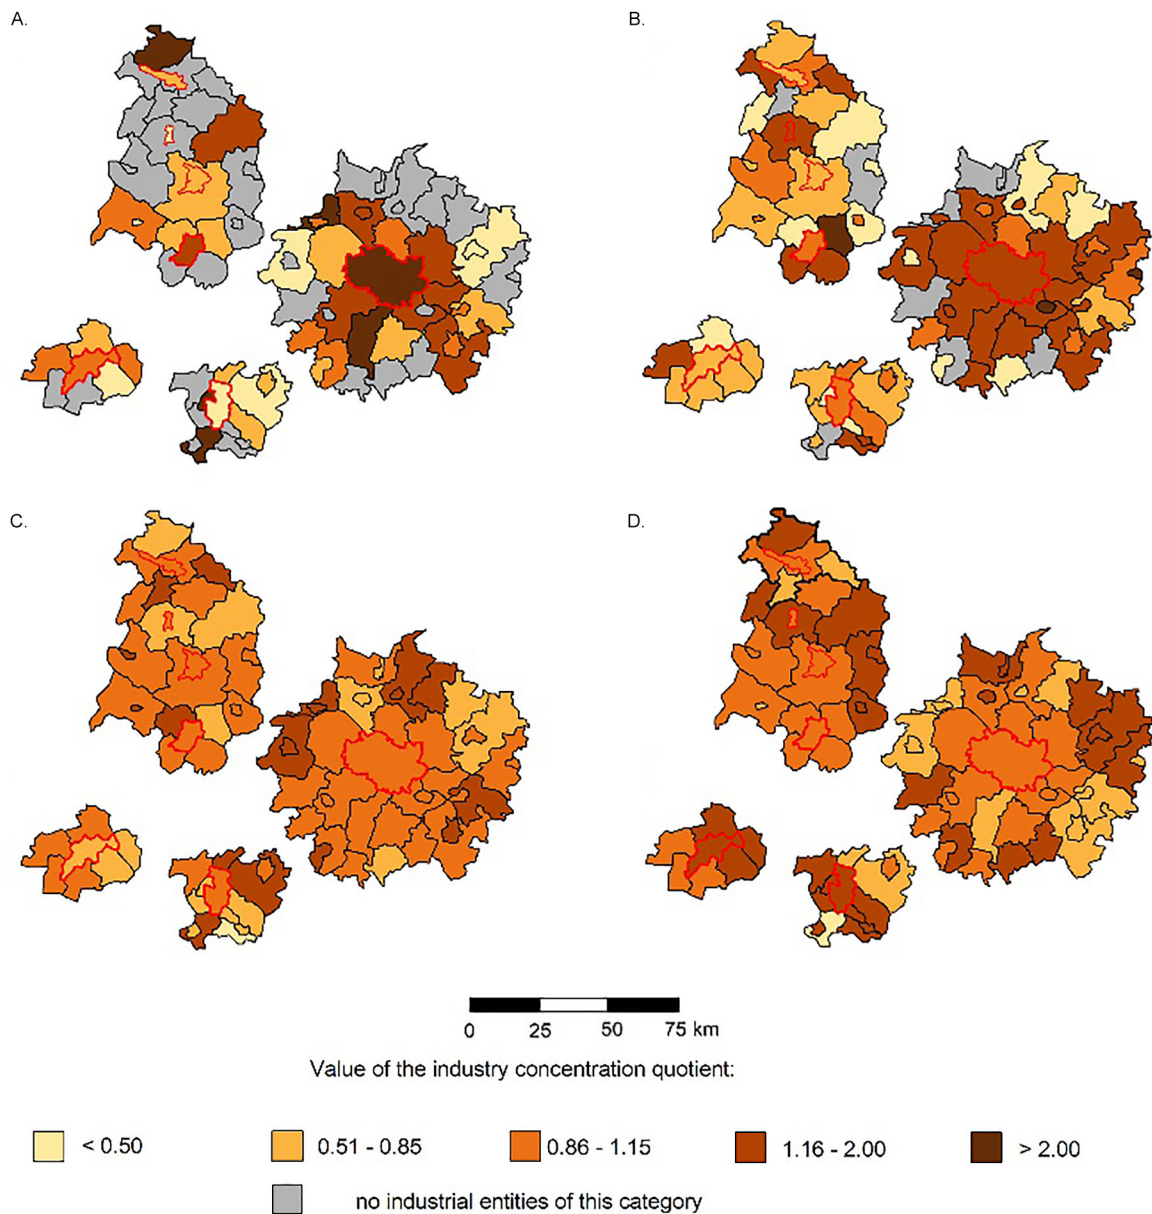 A.
B.
C.
D.
0 25 50 75 km
Value of the industry concentration quotient:
< 0.50
0.51 - 0.85
0.86 - 1.15
1.16 - 2.00
> 2.00
no industrial entities of this category